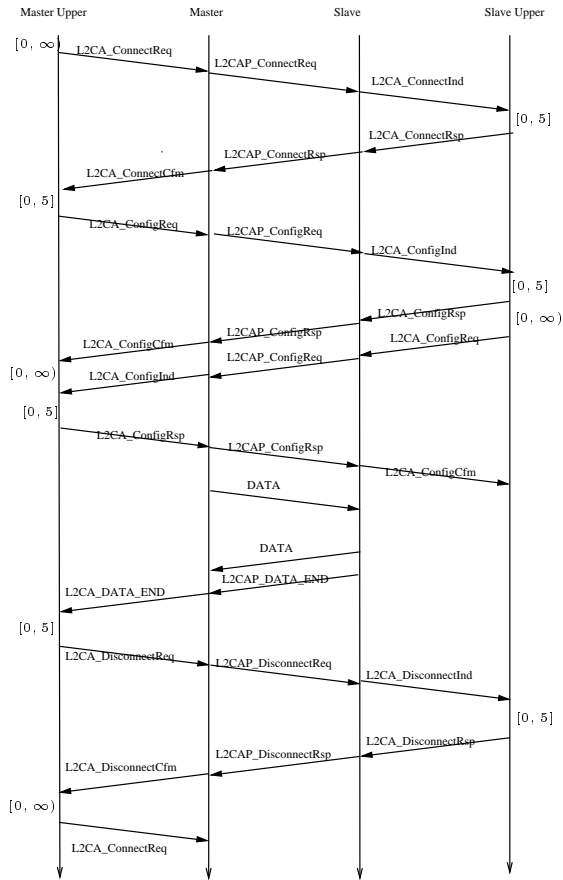 Master Upper Master Slave Slave Upper
[0, ∞)
L2CA_ConnectReq
L2CAP_ConnectReq
L2CA_ConnectInd
[0, 5]
L2CA_ConnectRsp
L2CAP_ConnectRsp
L2CA_ConnectCfm
[0, 5]
L2CA_ConfigReq
L2CAP_ConfigReq
L2CA_ConfigInd
[0, 5]
L2CA_ConfigRsp
[0, ∞)
L2CAP_ConfigRsp
L2CA_ConfigReq
L2CA_ConfigCfm
L2CAP_ConfigReq
[0, ∞)
L2CA_ConfigInd
[0, 5]
L2CA_ConfigRsp
L2CAP_ConfigRsp
L2CA_ConfigCfm
DATA
DATA
L2CAP_DATA_END
L2CA_DATA_END
[0, 5]
L2CA_DisconnectReq
L2CAP_DisconnectReq
L2CA_DisconnectInd
[0, 5]
L2CA_DisconnectRsp
L2CAP_DisconnectRsp
L2CA_DisconnectCfm
[0, ∞)
L2CA_ConnectReq